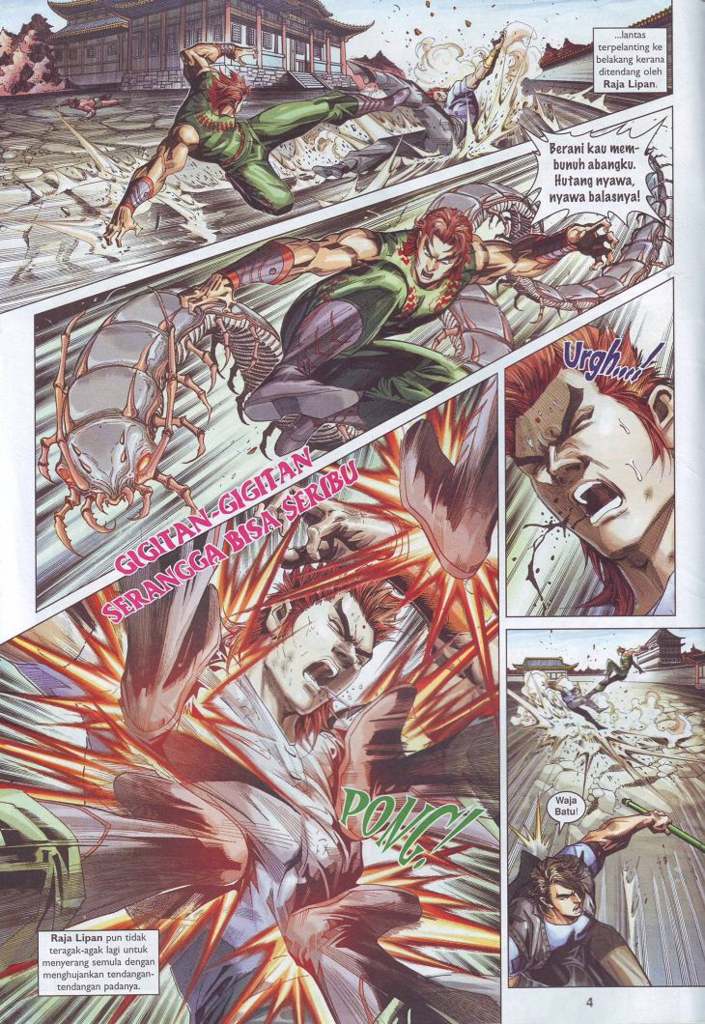 ...lantas
terpelanting ke
belakang kerana
ditendang oleh
Raja Lipan.
Berani kau mem-
bunuh abangku.
Hutang nyawa,
nyawa balasnya!
Urgh....!
GIGITAN-GIGITAN
SERANGGA BISA SERIBU
PONG!
Waja
Batu!
Raja Lipan pun tidak
teragak-agak lagi untuk
menyerang semula dengan
menghujankan tendangan-
tendangan padanya.
4